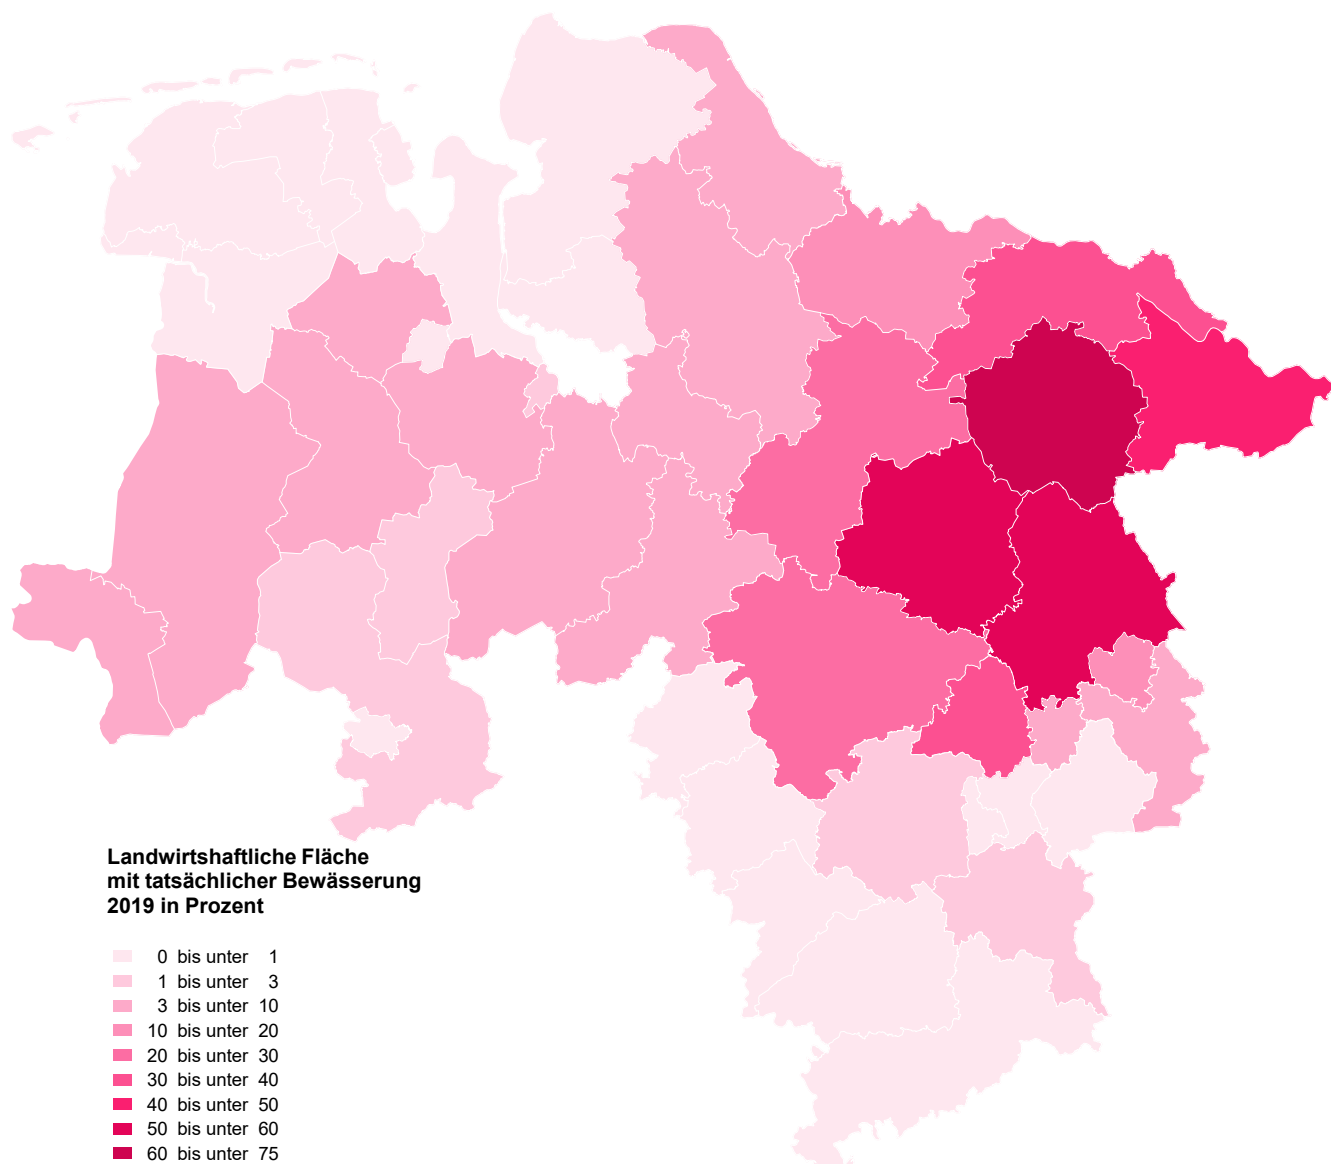 Landwirtshaftliche Fläche
mit tatsächlicher Bewässerung
2019 in Prozent
0 bis unter 1
1 bis unter 3
3 bis unter 10
10 bis unter 20
20 bis unter 30
30 bis unter 40
40 bis unter 50
50 bis unter 60
60 bis unter 75